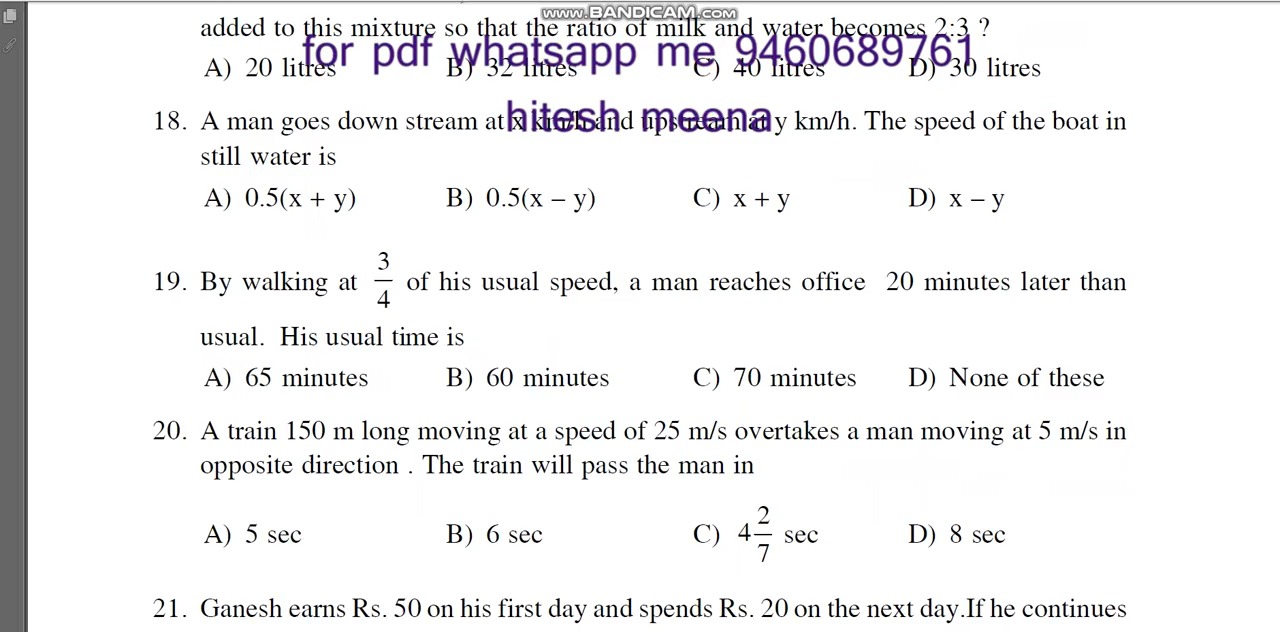 www.BANDICAM.com
added to this mixture so that the ratio of milk and water becomes 2:3 ?
for pdf whatsapp me 9460689761
A) 20 litres B) 32 litres C) 40 litres D) 30 litres
hitesh meena
18. A man goes down stream at x km/h and upstream at y km/h. The speed of the boat in
still water is
A) 0.5(x + y) B) 0.5(x – y) C) x + y D) x – y
19. By walking at 3/4 of his usual speed, a man reaches office 20 minutes later than
usual. His usual time is
A) 65 minutes B) 60 minutes C) 70 minutes D) None of these
20. A train 150 m long moving at a speed of 25 m/s overtakes a man moving at 5 m/s in
opposite direction . The train will pass the man in
A) 5 sec B) 6 sec C) 4 2/7 sec D) 8 sec
21. Ganesh earns Rs. 50 on his first day and spends Rs. 20 on the next day.If he continues